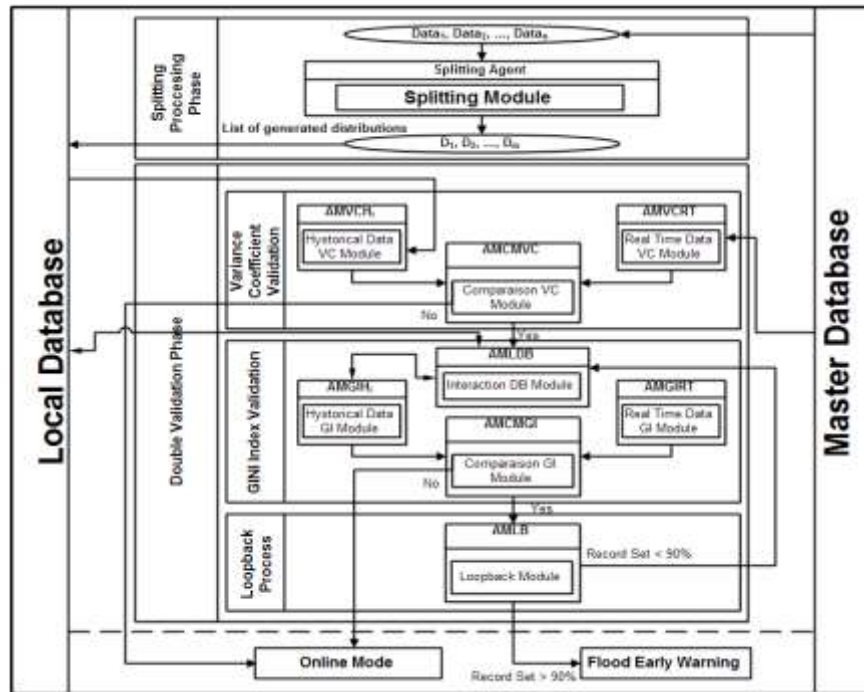 Local Database
Master Database
Splitting
Proccesing
Phase
Data₁, Data₂, ..., Dataₙ
Splitting Agent
Splitting Module
List of generated distributions
D₁, D₂, ..., Dₘ
Double Validation Phase
Variance
Coefficient
Validation
AMVCHᵢ
Hystorical Data
VC Module
AMVCRT
Real Time Data
VC Module
AMCMVC
Comparaison VC
Module
No
Yes
GINI Index Validation
AMLDB
Interaction DB Module
AMGIHᵢ
Hystorical Data
GI Module
AMGIRT
Real Time Data
GI Module
AMCMGI
Comparaison GI
Module
No
Yes
Loopback
Process
AMLB
Loopback Module
Record Set < 90%
Online Mode
Record Set > 90%
Flood Early Warning